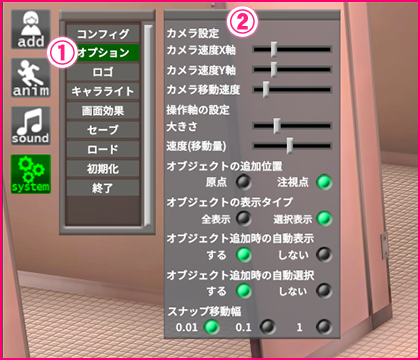 add
anim
sound
system
①
コンフィグ
オプション
ロゴ
キャラライト
画面効果
セーブ
ロード
初期化
終了
②
カメラ設定
カメラ速度X軸
カメラ速度Y軸
カメラ移動速度
操作軸の設定
大きさ
速度(移動量)
オブジェクトの追加位置
原点 注視点
オブジェクトの表示タイプ
全表示 選択表示
オブジェクト追加時の自動表示
する しない
オブジェクト追加時の自動選択
する しない
スナップ移動幅
0.01 0.1 1